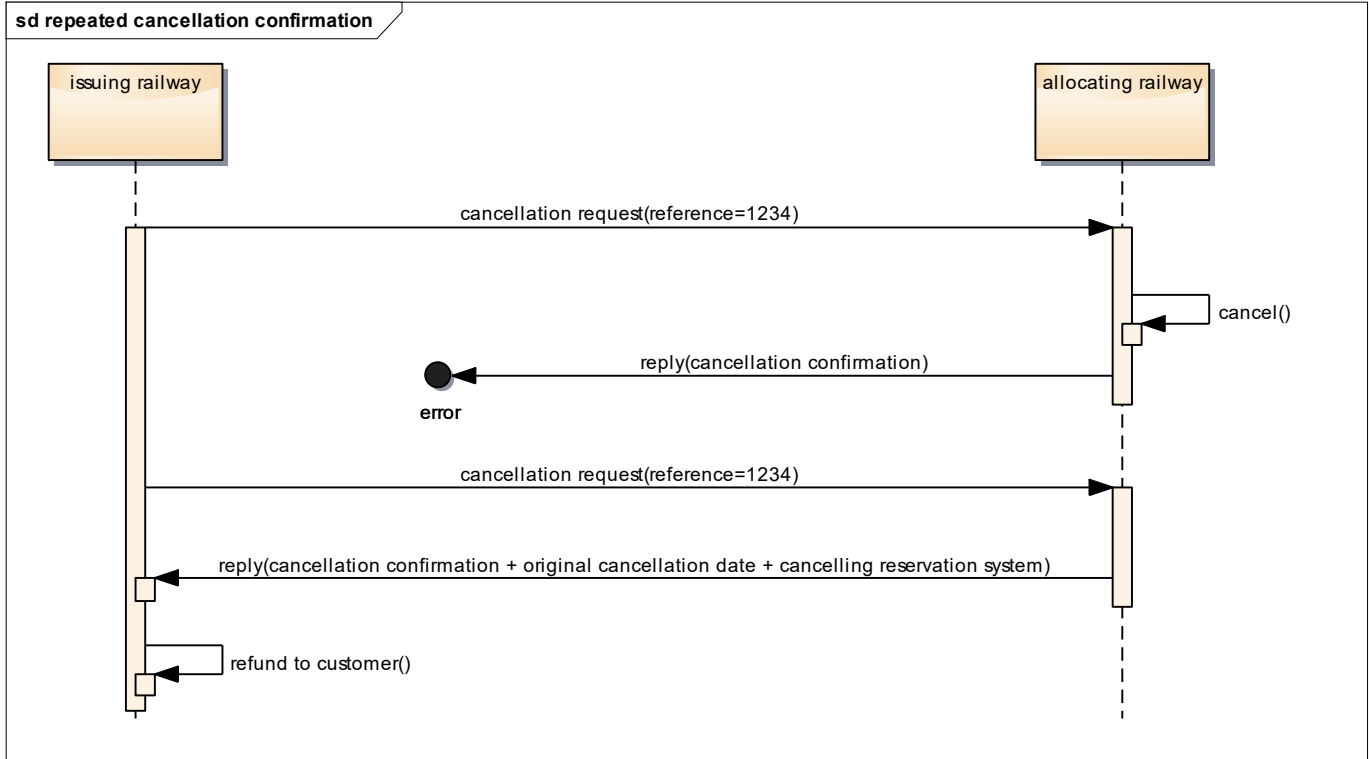 sd repeated cancellation confirmation
issuing railway
allocating railway
cancellation request(reference=1234)
cancel()
reply(cancellation confirmation)
error
cancellation request(reference=1234)
reply(cancellation confirmation + original cancellation date + cancelling reservation system)
refund to customer()